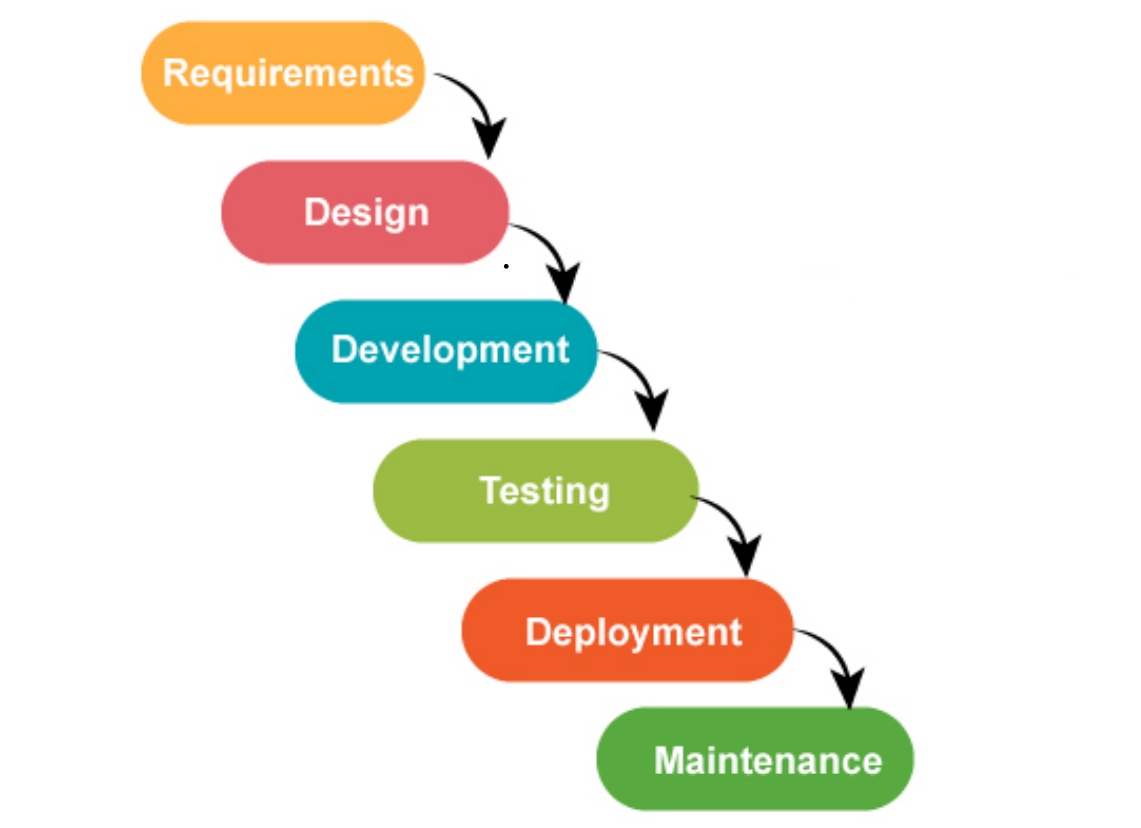 Requirements
Design
Development
Testing
Deployment
Maintenance